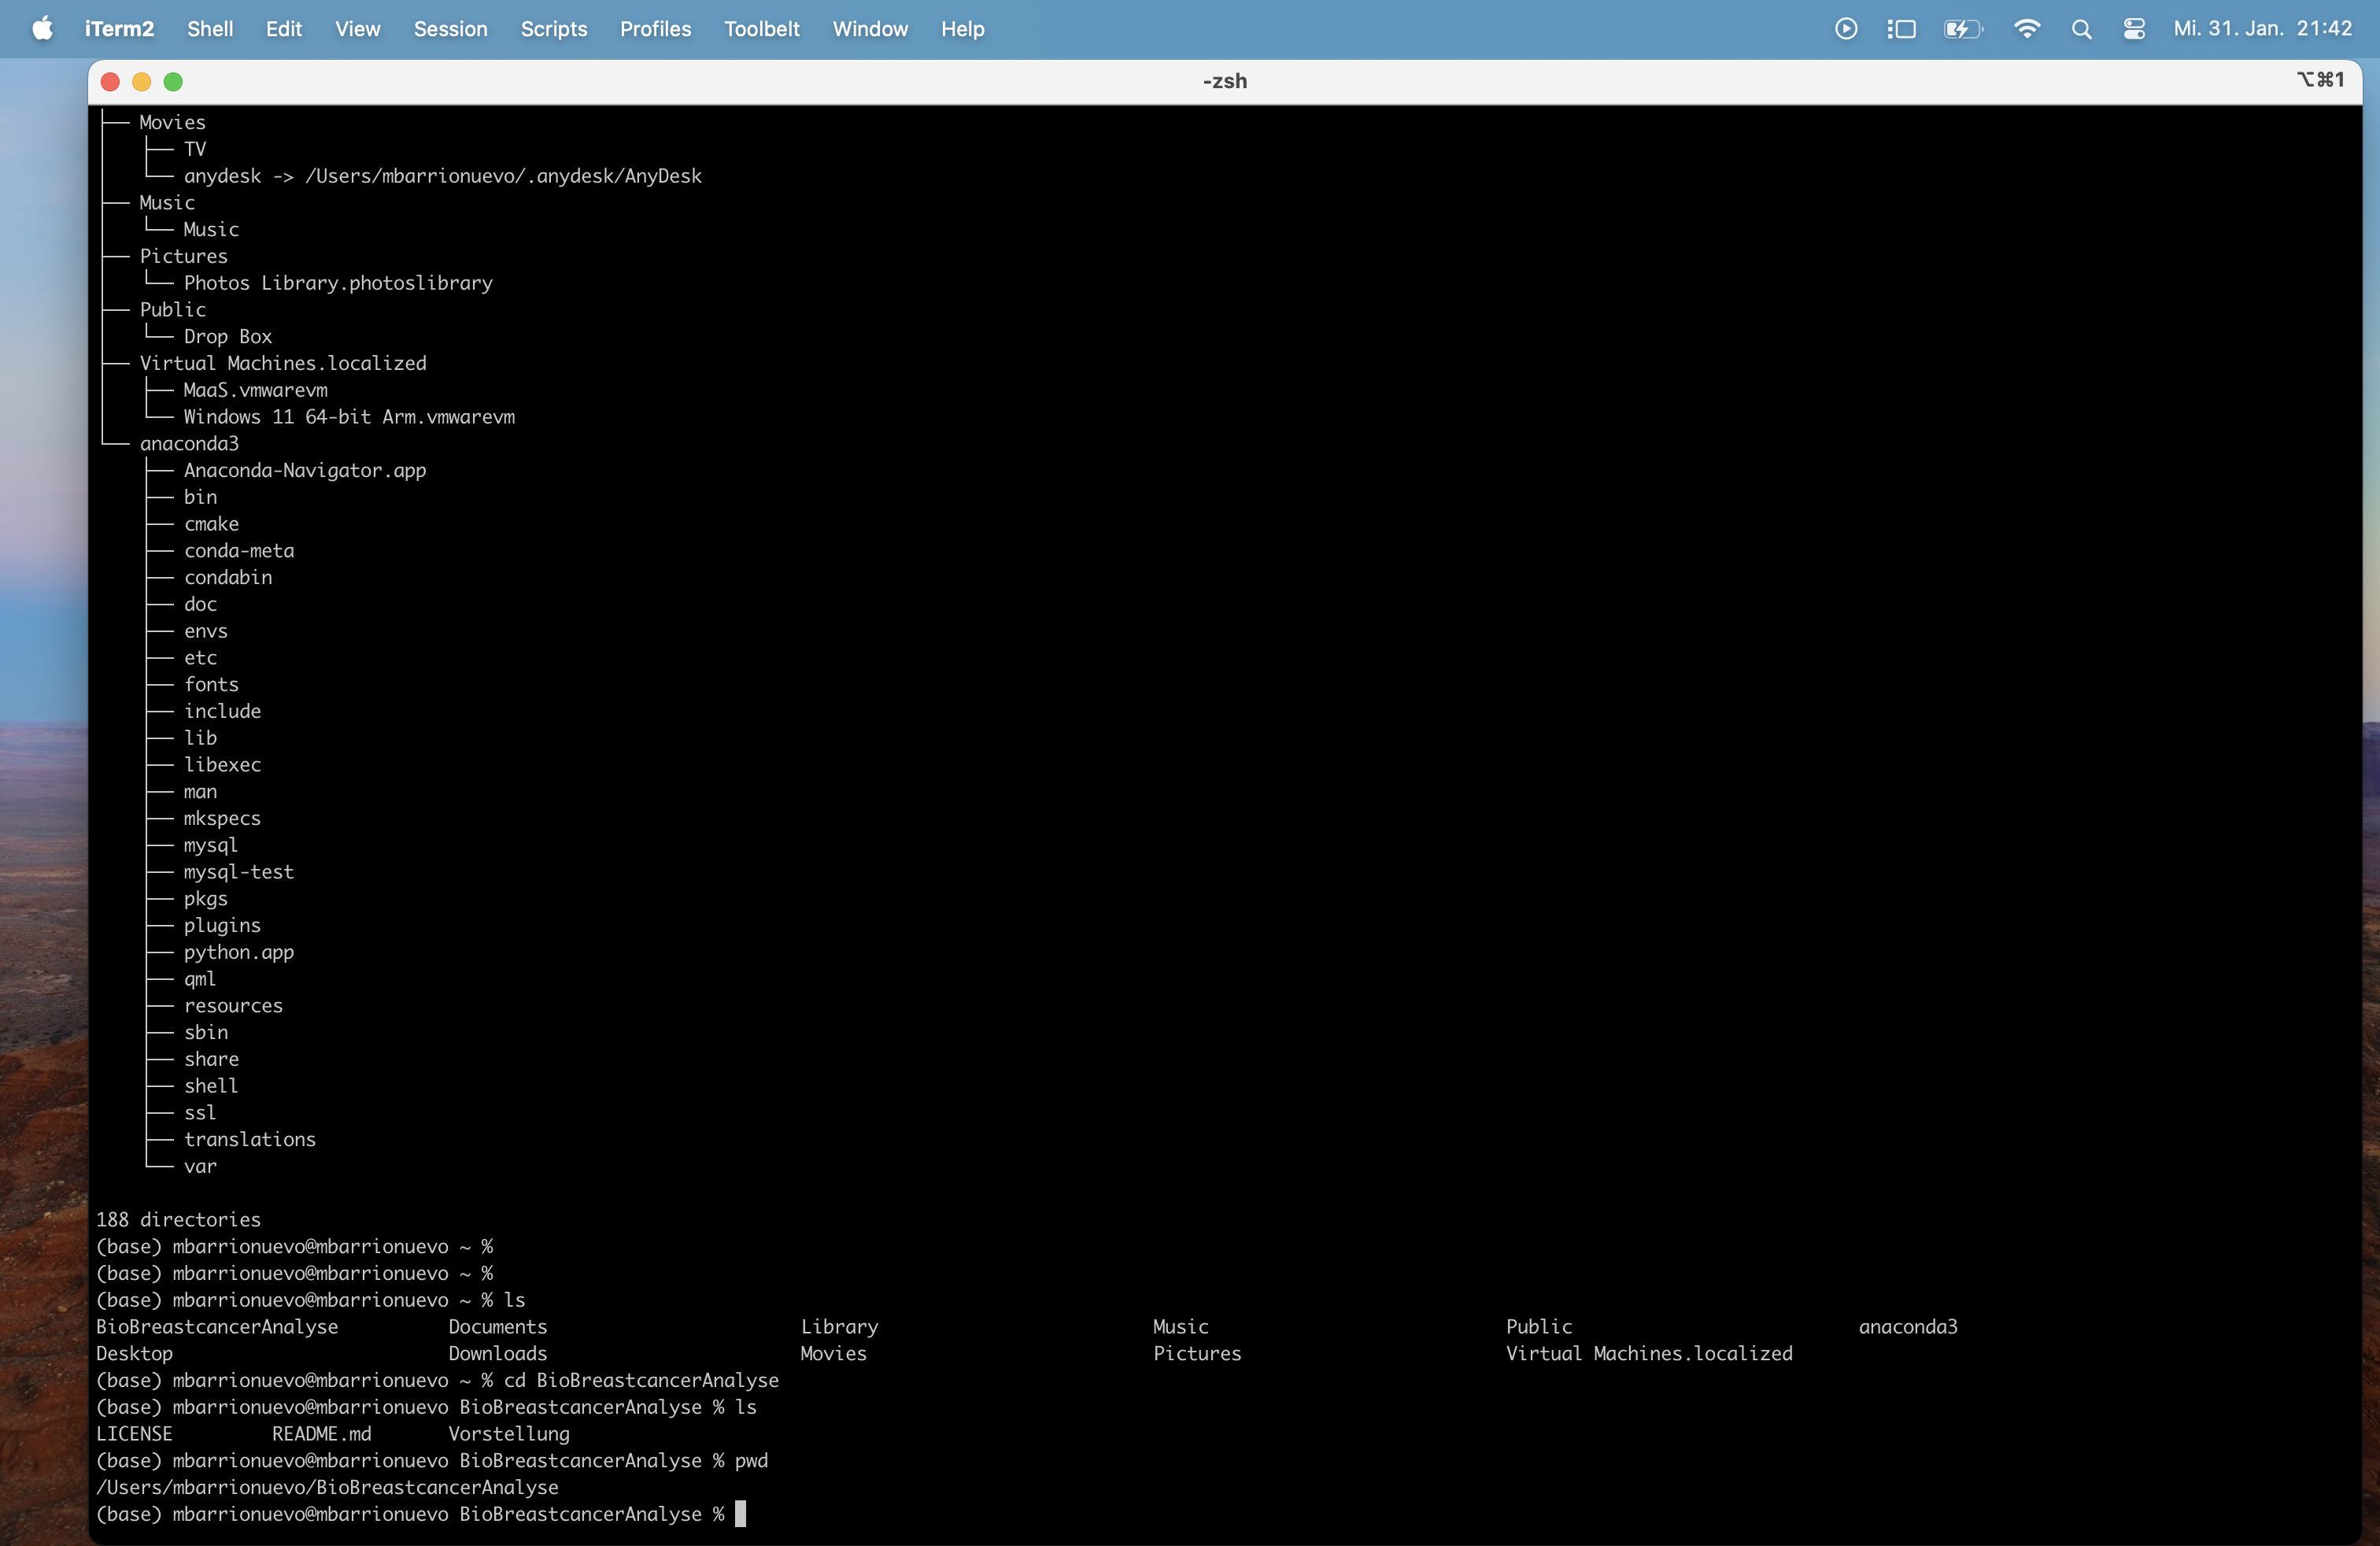 iTerm2 Shell Edit View Session Scripts Profiles Toolbelt Window Help Mi. 31. Jan. 21:42
-zsh ⌥⌘1
├── Movies
│   ├── TV
│   └── anydesk -> /Users/mbarrionuevo/.anydesk/AnyDesk
├── Music
│   └── Music
├── Pictures
│   └── Photos Library.photoslibrary
├── Public
│   └── Drop Box
├── Virtual Machines.localized
│   ├── MaaS.vmwarevm
│   └── Windows 11 64-bit Arm.vmwarevm
└── anaconda3
    ├── Anaconda-Navigator.app
    ├── bin
    ├── cmake
    ├── conda-meta
    ├── condabin
    ├── doc
    ├── envs
    ├── etc
    ├── fonts
    ├── include
    ├── lib
    ├── libexec
    ├── man
    ├── mkspecs
    ├── mysql
    ├── mysql-test
    ├── pkgs
    ├── plugins
    ├── python.app
    ├── qml
    ├── resources
    ├── sbin
    ├── share
    ├── shell
    ├── ssl
    ├── translations
    └── var
188 directories
(base) mbarrionuevo@mbarrionuevo ~ %
(base) mbarrionuevo@mbarrionuevo ~ %
(base) mbarrionuevo@mbarrionuevo ~ % ls
BioBreastcancerAnalyse Documents Library Music Public anaconda3
Desktop Downloads Movies Pictures Virtual Machines.localized
(base) mbarrionuevo@mbarrionuevo ~ % cd BioBreastcancerAnalyse
(base) mbarrionuevo@mbarrionuevo BioBreastcancerAnalyse % ls
LICENSE README.md Vorstellung
(base) mbarrionuevo@mbarrionuevo BioBreastcancerAnalyse % pwd
/Users/mbarrionuevo/BioBreastcancerAnalyse
(base) mbarrionuevo@mbarrionuevo BioBreastcancerAnalyse %